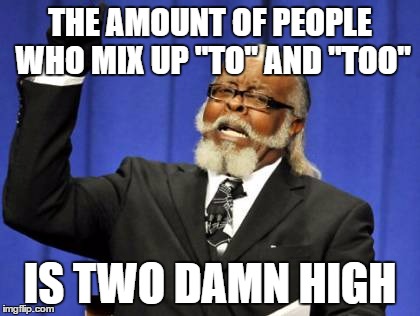 THE AMOUNT OF PEOPLE
WHO MIX UP "TO" AND "TOO"
IS TWO DAMN HIGH
imgflip.com